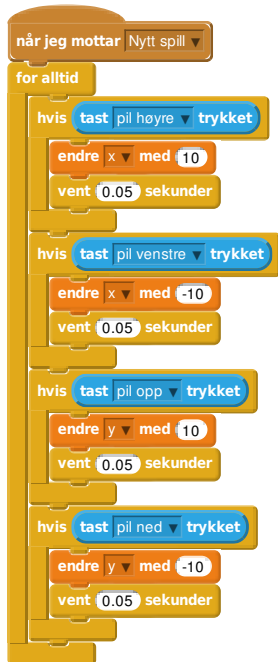 når jeg mottar Nytt spill
for alltid
hvis tast pil høyre trykket
endre x med 10
vent 0.05 sekunder
hvis tast pil venstre trykket
endre x med -10
vent 0.05 sekunder
hvis tast pil opp trykket
endre y med 10
vent 0.05 sekunder
hvis tast pil ned trykket
endre y med -10
vent 0.05 sekunder